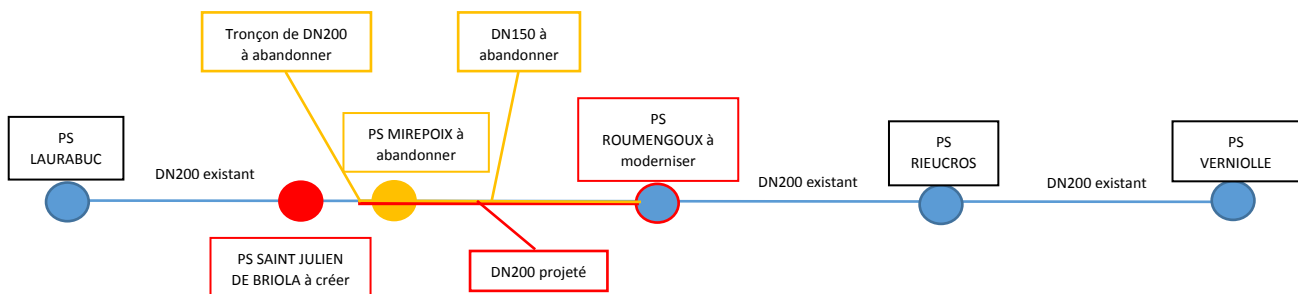 Tronçon de DN200
à abandonner
DN150 à
abandonner
PS
LAURABUC
PS MIREPOIX à
abandonner
PS
ROUMENGOUX à
moderniser
PS
RIEUCROS
PS
VERNIOLLE
DN200 existant
DN200 existant
DN200 existant
PS SAINT JULIEN
DE BRIOLA à créer
DN200 projeté